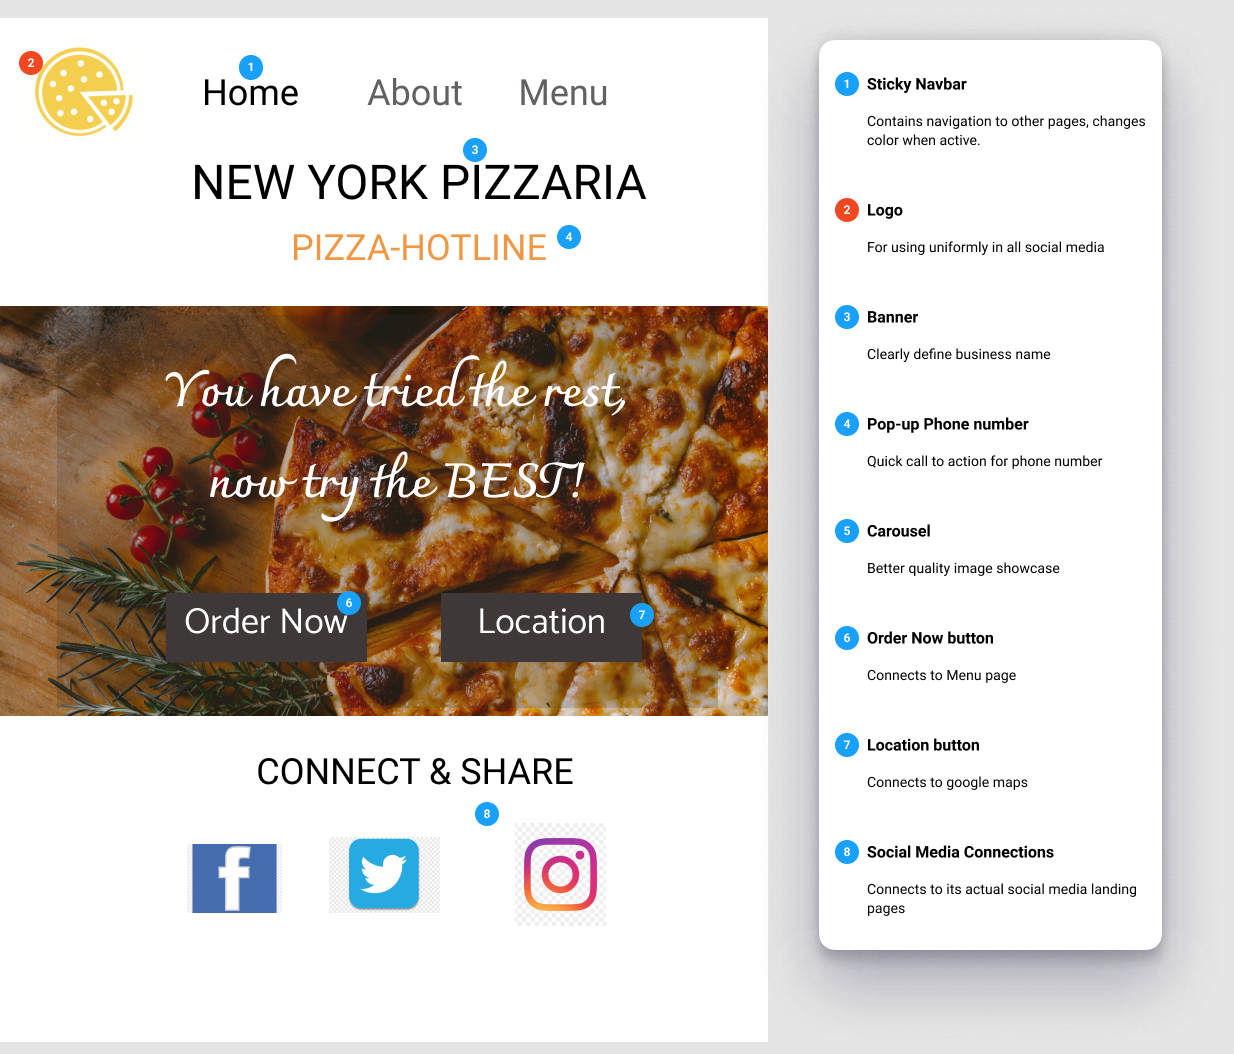 2
1
Home About Menu
3
NEW YORK PIZZARIA
PIZZA-HOTLINE 4
You have tried the rest,
now try the BEST!
Order Now 6
Location 7
CONNECT & SHARE
8
f
1 Sticky Navbar
Contains navigation to other pages, changes
color when active.
2 Logo
For using uniformly in all social media
3 Banner
Clearly define business name
4 Pop-up Phone number
Quick call to action for phone number
5 Carousel
Better quality image showcase
6 Order Now button
Connects to Menu page
7 Location button
Connects to google maps
8 Social Media Connections
Connects to its actual social media landing
pages